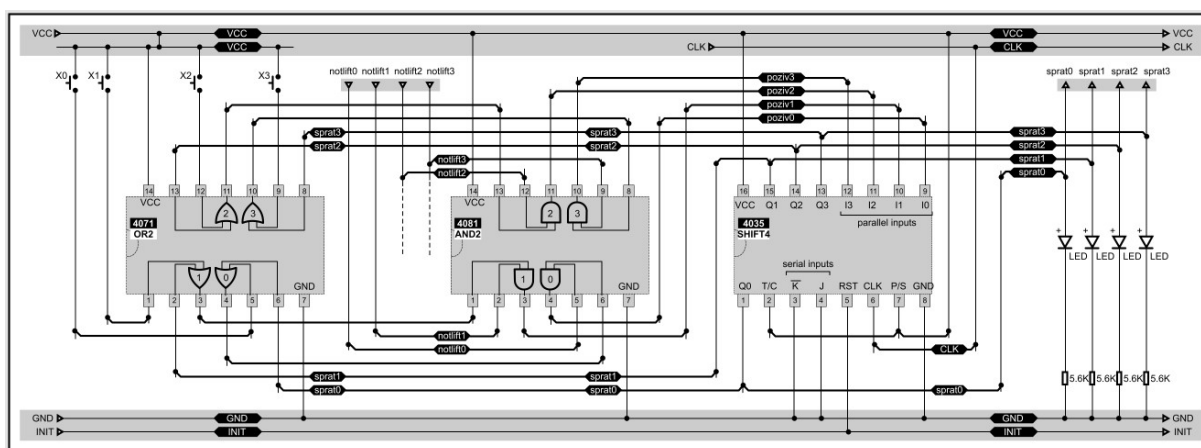 VCC VCC VCC VCC
VCC CLK CLK CLK
X0 X1 X2 X3
notlift0 notlift1 notlift2 notlift3
sprat0 sprat1 sprat2 sprat3
poziv3
poziv2
poziv1
poziv0
sprat3 sprat3 sprat3
sprat2 sprat2 sprat2
notlift3 sprat1
notlift2 sprat0
14 13 12 11 10 9 8
14 13 12 11 10 9 8
16 15 14 13 12 11 10 9
VCC 2 3
VCC 2 3
VCC Q1 Q2 Q3 I3 I2 I1 I0
parallel inputs
4071
OR2
4081
AND2
4035
SHIFT4
+ + + +
LED LED LED LED
1 0 GND
1 0 GND
serial inputs
Q0 T/C K J RST CLK P/S GND
1 2 3 4 5 6 7
1 2 3 4 5 6 7
1 2 3 4 5 6 7 8
notlift1
notlift0 CLK
sprat1 sprat1
sprat0 sprat0 sprat0
5.6K 5.6K 5.6K 5.6K
GND GND GND GND
INIT INIT INIT INIT